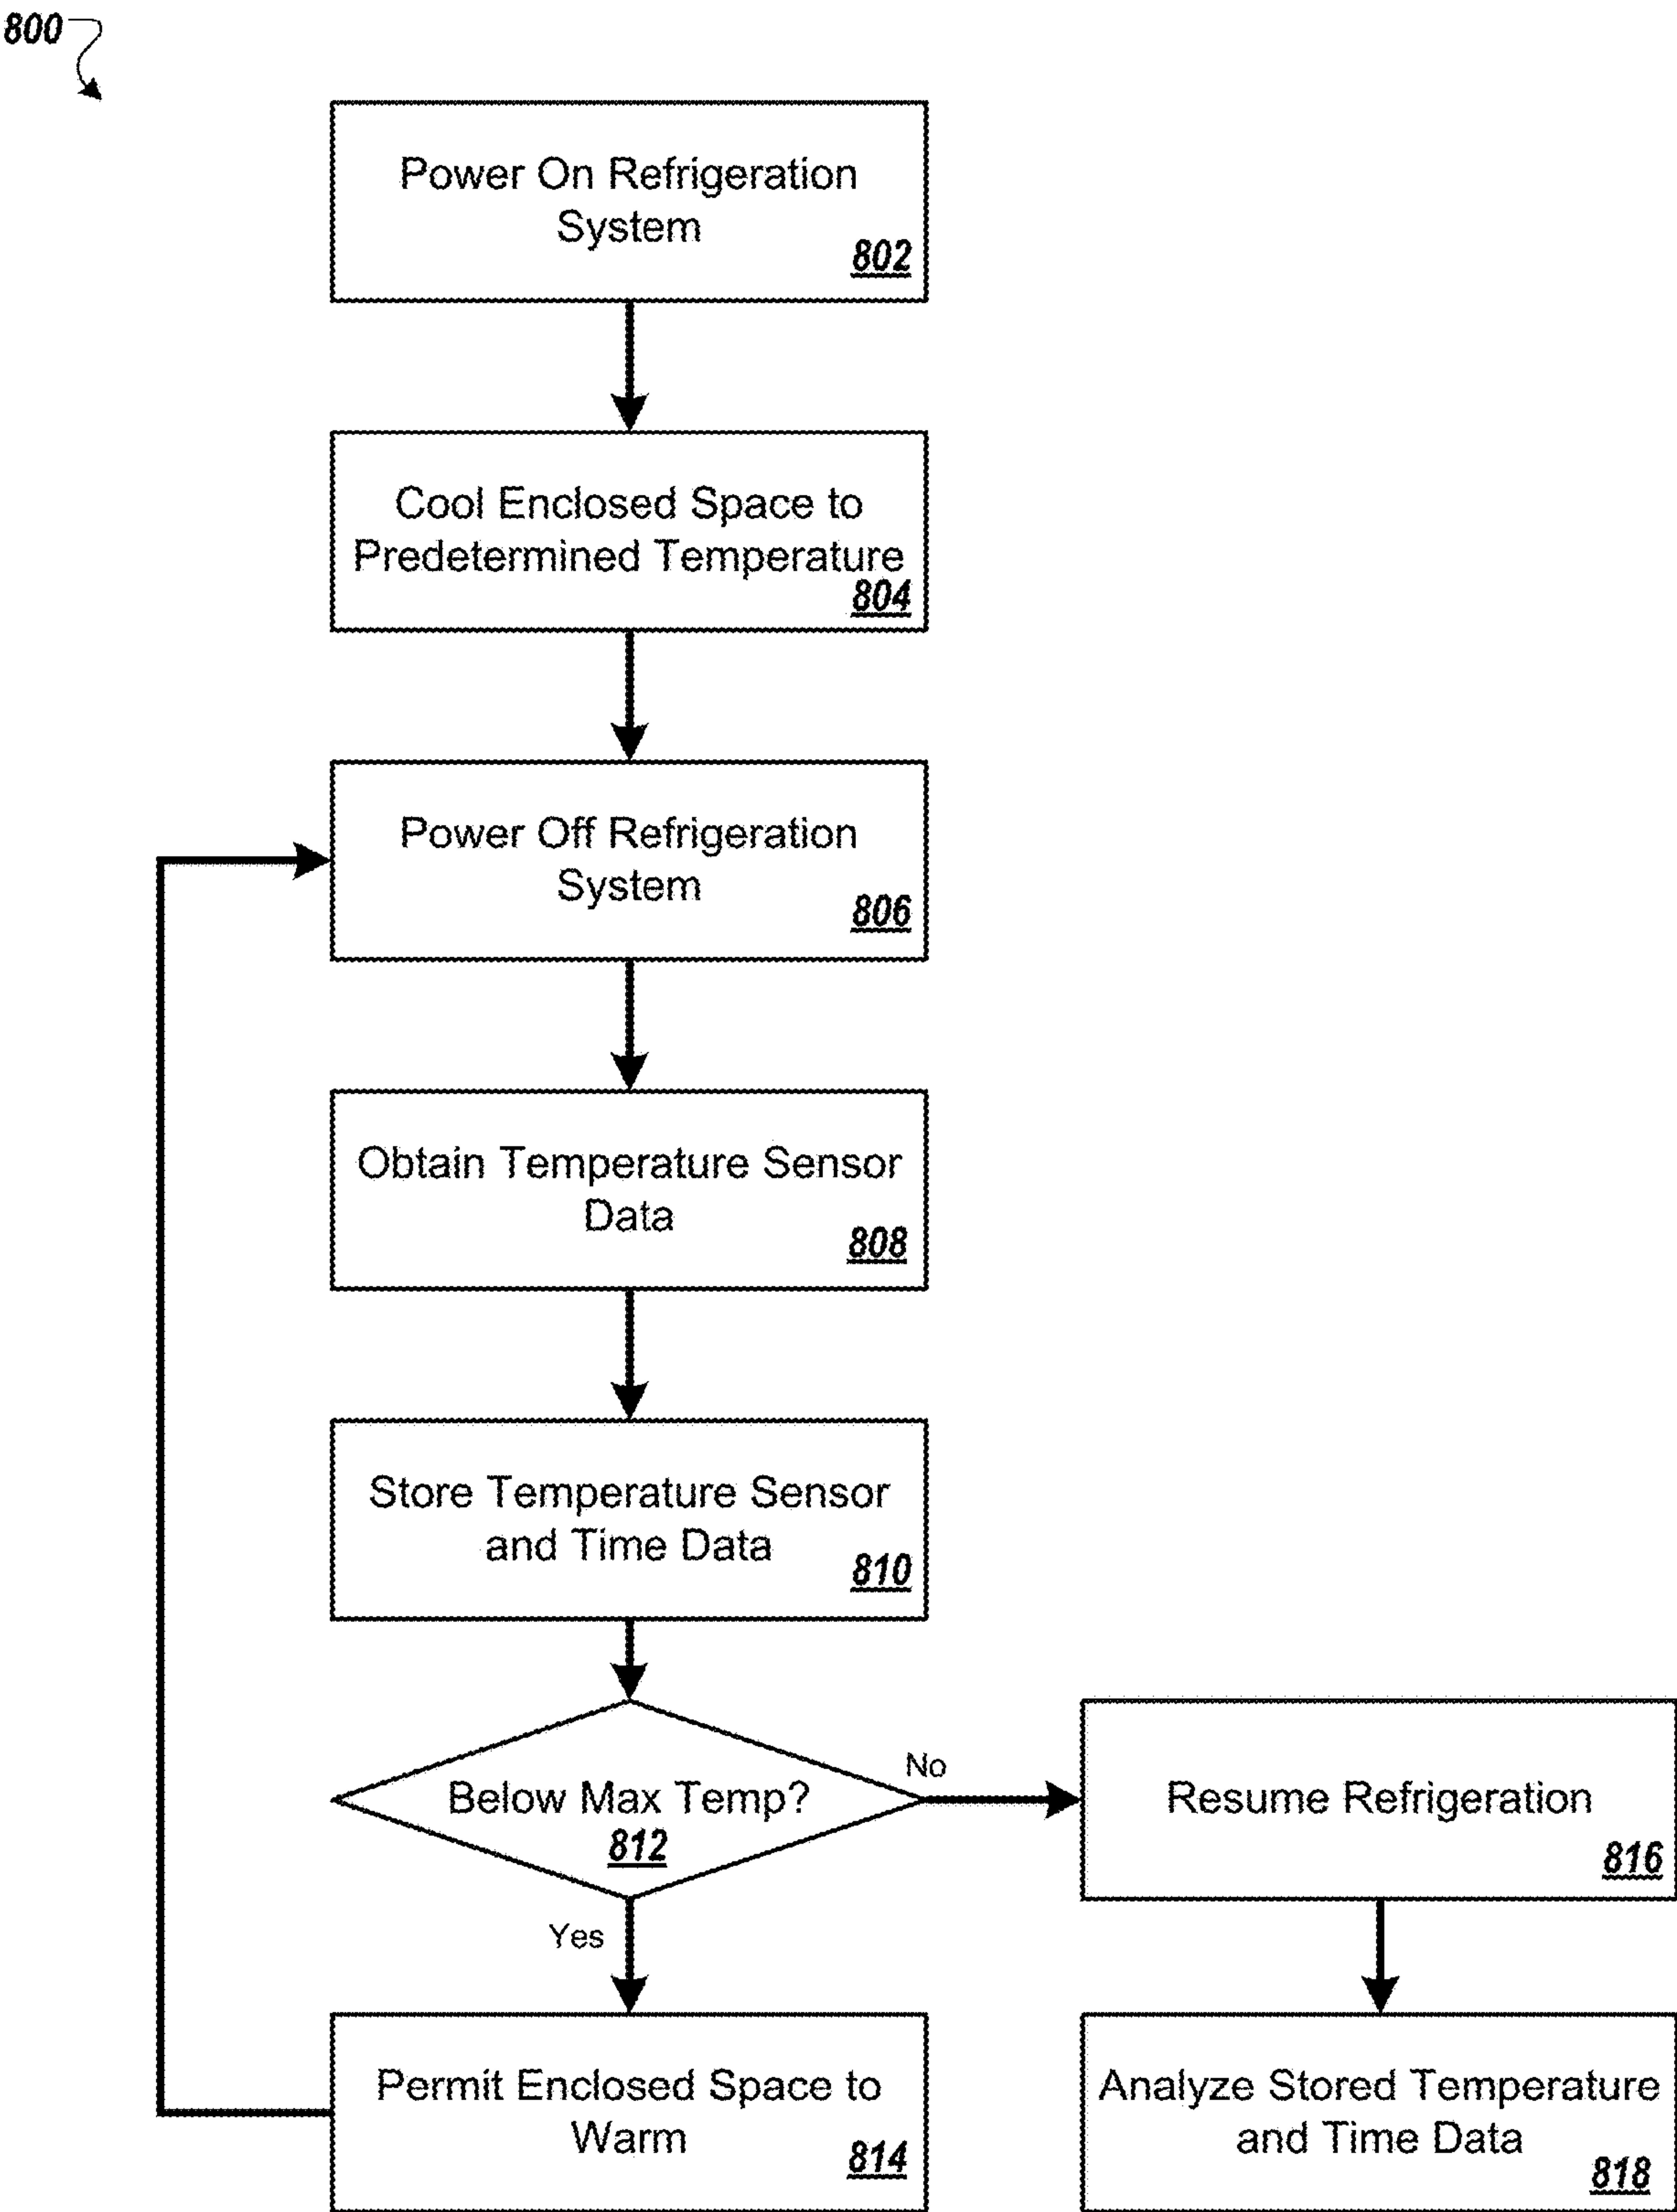 800
Power On Refrigeration
System
802
Cool Enclosed Space to
Predetermined Temperature
804
Power Off Refrigeration
System
806
Obtain Temperature Sensor
Data
808
Store Temperature Sensor
and Time Data
810
Below Max Temp?
812
No
Resume Refrigeration
816
Yes
Permit Enclosed Space to
Warm
814
Analyze Stored Temperature
and Time Data
818